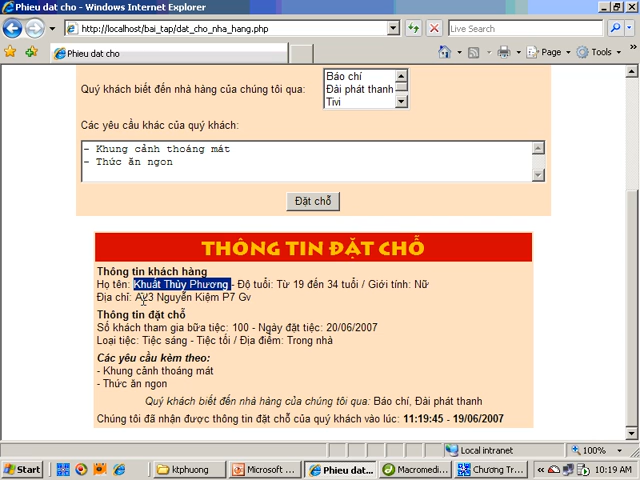 Phieu dat cho - Windows Internet Explorer
http://localhost/bai_tap/dat_cho_nha_hang.php
Live Search
Phieu dat cho
Page
Tools
Quý khách biết đến nhà hàng của chúng tôi qua:
Báo chí
Đài phát thanh
Tivi
Các yêu cầu khác của quý khách:
- Khung cảnh thoáng mát
- Thức ăn ngon
Đặt chỗ
THÔNG TIN ĐẶT CHỖ
Thông tin khách hàng
Họ tên: Khuất Thùy Phương - Độ tuổi: Từ 19 đến 34 tuổi / Giới tính: Nữ
Địa chỉ: Nguyễn Kiệm P7 Gv
Thông tin đặt chỗ
Số khách tham gia bữa tiệc: 100 - Ngày đặt tiệc: 20/06/2007
Loại tiệc: Tiệc sáng - Tiệc tối / Địa điểm: Trong nhà
Các yêu cầu kèm theo:
- Khung cảnh thoáng mát
- Thức ăn ngon
Quý khách biết đến nhà hàng của chúng tôi qua: Báo chí, Đài phát thanh
Chúng tôi đã nhận được thông tin đặt chỗ của quý khách vào lúc: 11:19:45 - 19/06/2007
Local intranet
100%
Start
ktphuong
Microsoft ...
Phieu dat...
Macromed...
Chương Tr...
10:19 AM